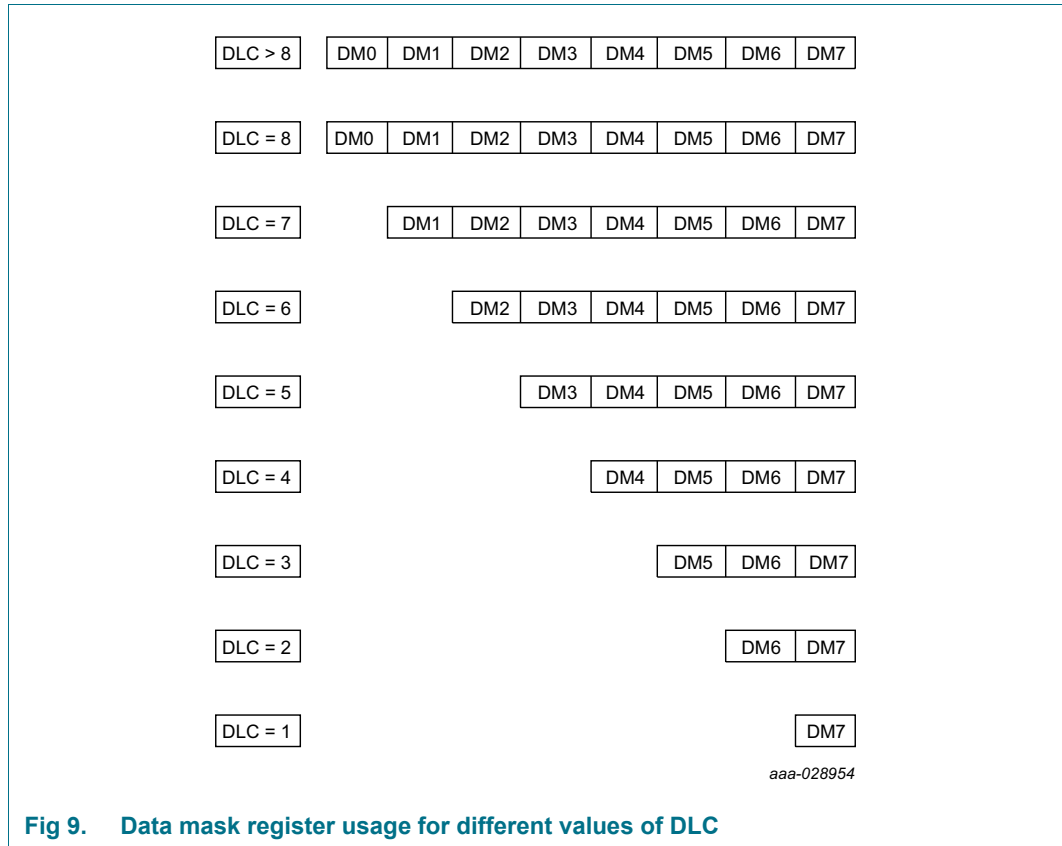 DLC > 8 DM0 DM1 DM2 DM3 DM4 DM5 DM6 DM7
DLC = 8 DM0 DM1 DM2 DM3 DM4 DM5 DM6 DM7
DLC = 7 DM1 DM2 DM3 DM4 DM5 DM6 DM7
DLC = 6 DM2 DM3 DM4 DM5 DM6 DM7
DLC = 5 DM3 DM4 DM5 DM6 DM7
DLC = 4 DM4 DM5 DM6 DM7
DLC = 3 DM5 DM6 DM7
DLC = 2 DM6 DM7
DLC = 1 DM7
aaa-028954
Fig 9. Data mask register usage for different values of DLC